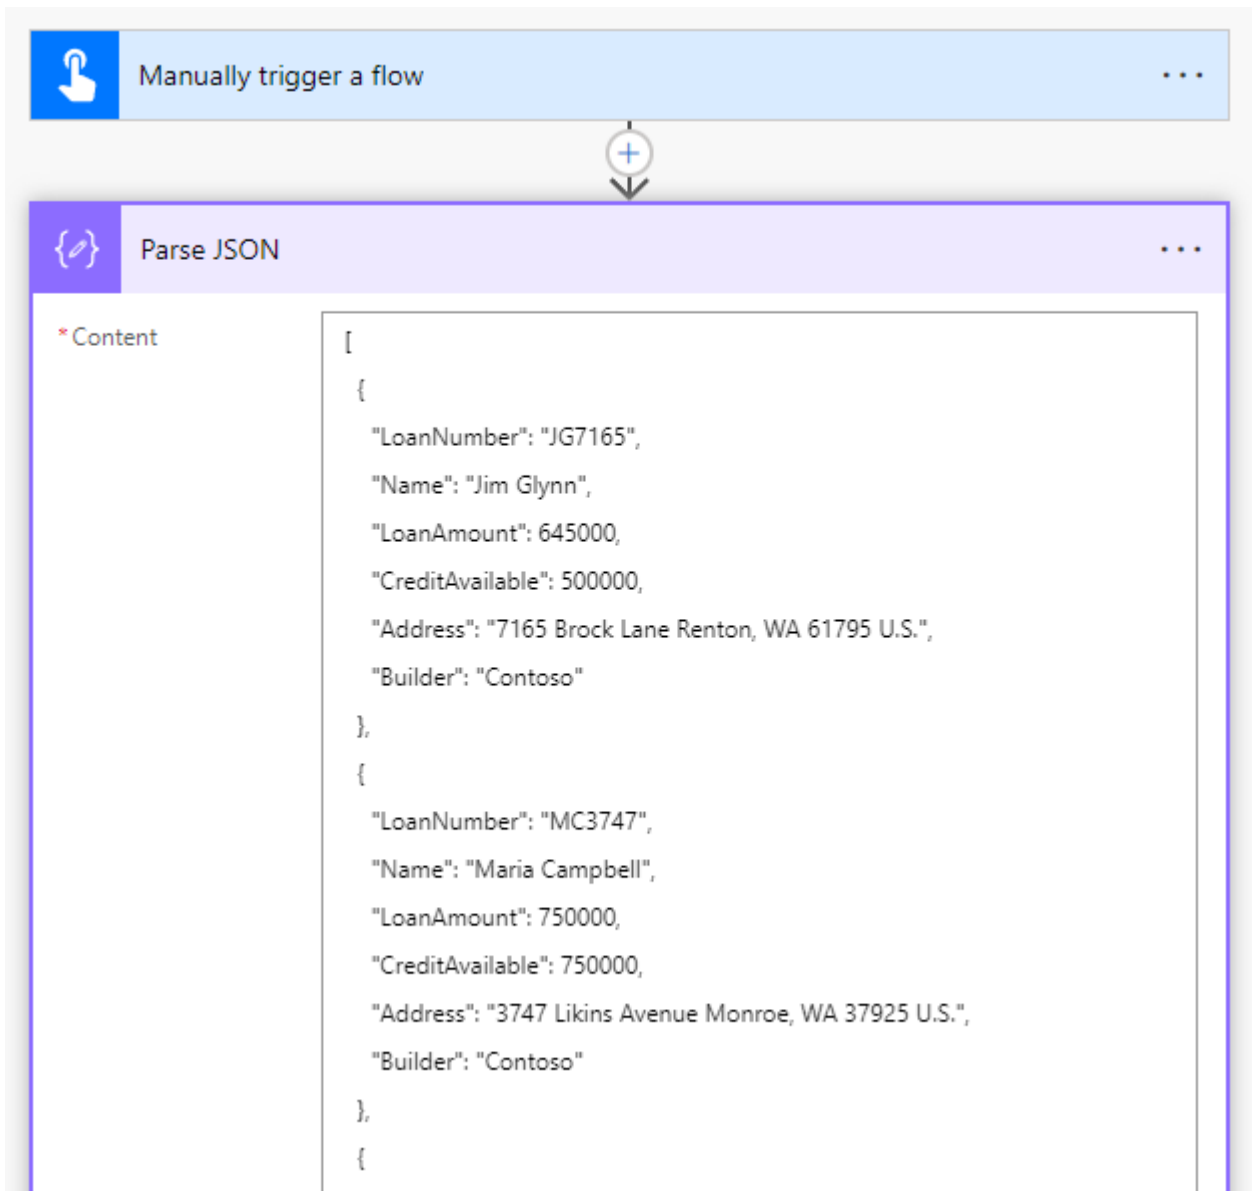 Manually trigger a flow
Parse JSON
* Content
[
{
"LoanNumber": "JG7165",
"Name": "Jim Glynn",
"LoanAmount": 645000,
"CreditAvailable": 500000,
"Address": "7165 Brock Lane Renton, WA 61795 U.S.",
"Builder": "Contoso"
},
{
"LoanNumber": "MC3747",
"Name": "Maria Campbell",
"LoanAmount": 750000,
"CreditAvailable": 750000,
"Address": "3747 Likins Avenue Monroe, WA 37925 U.S.",
"Builder": "Contoso"
},
{